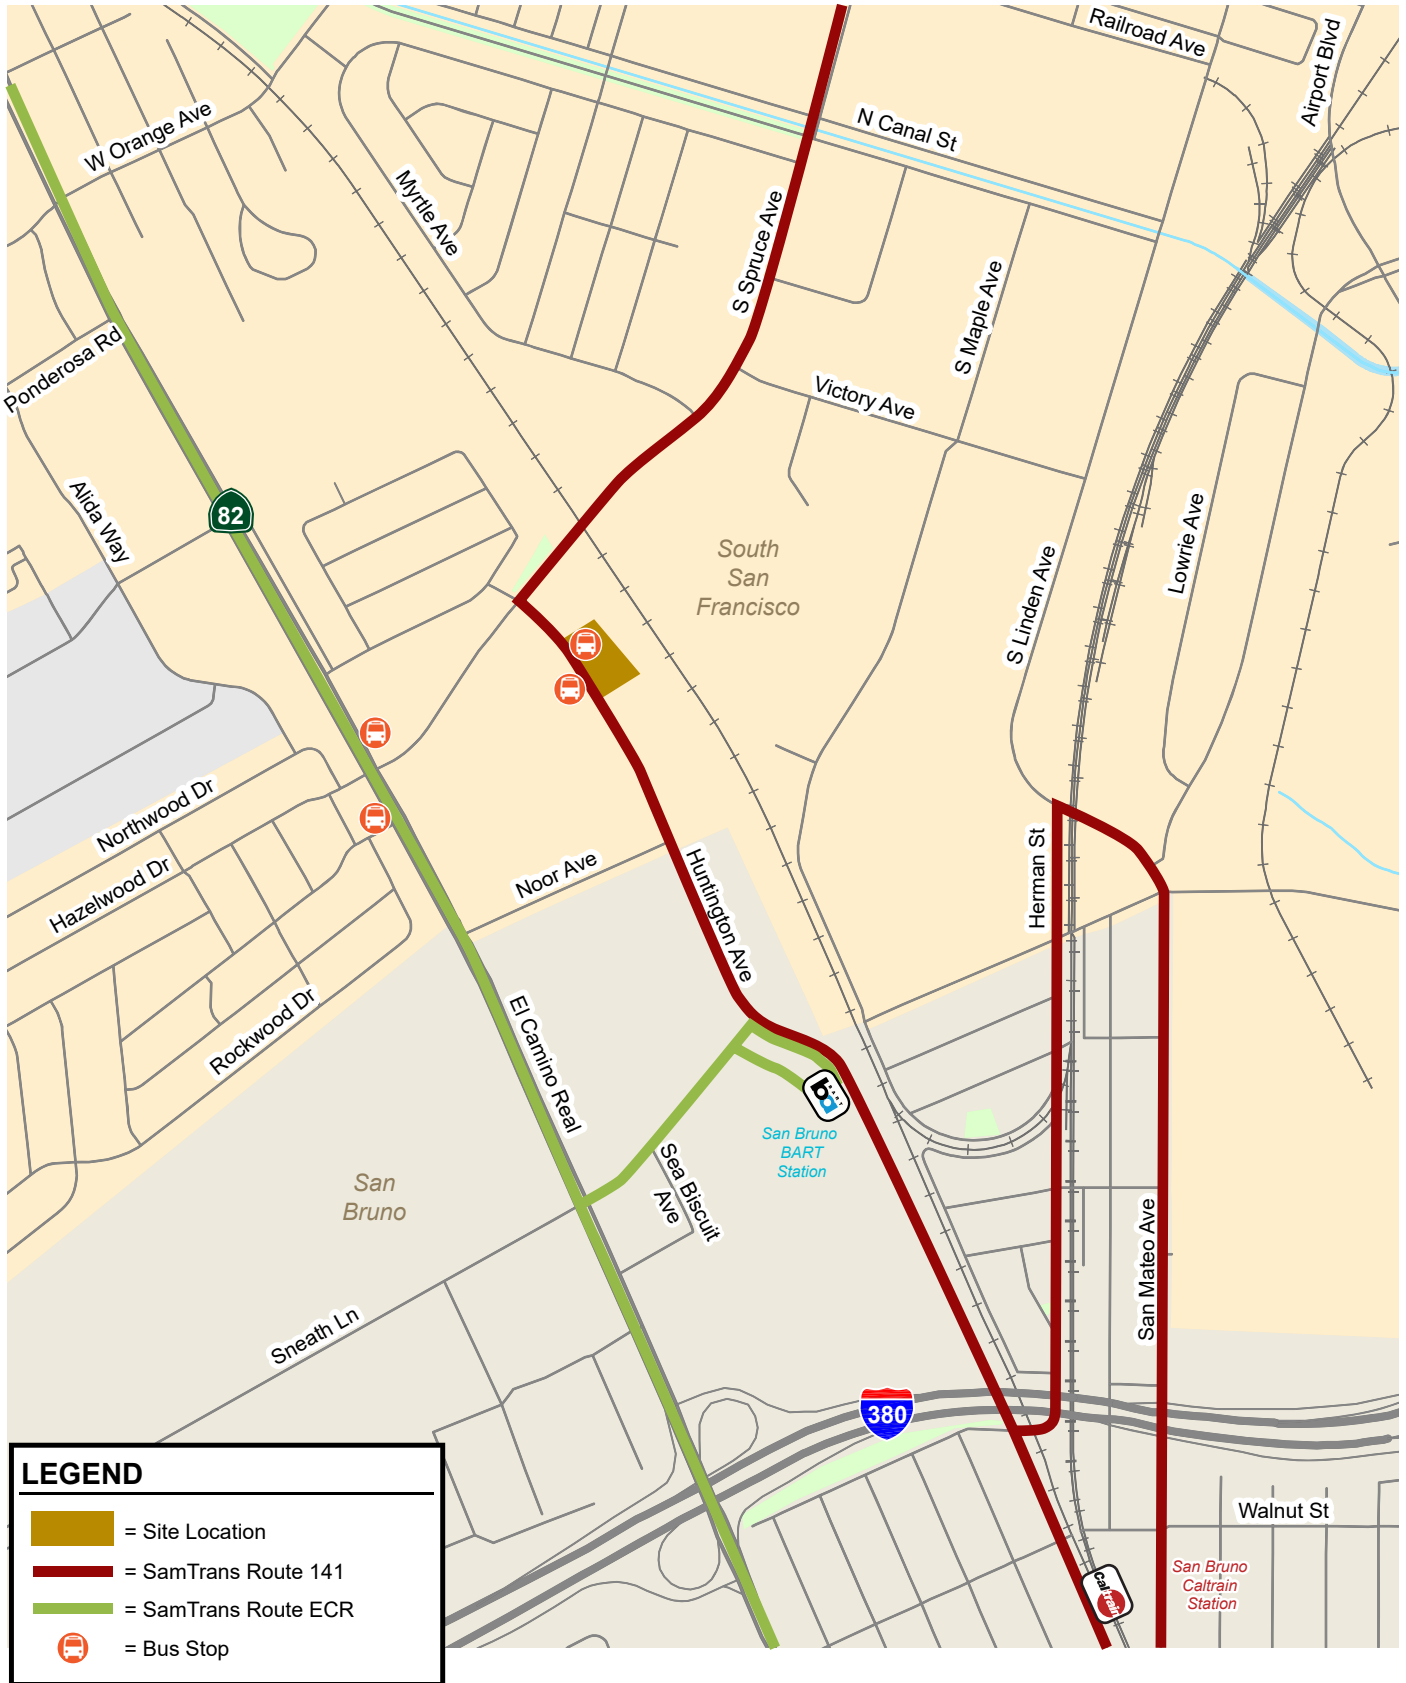 Railroad Ave
Airport Blvd
W Orange Ave
N Canal St
Myrtle Ave
S Spruce Ave
S Maple Ave
Ponderosa Rd
Victory Ave
Alida Way
82
Lowrie Ave
South
San
Francisco
S Linden Ave
Northwood Dr
Hazelwood Dr
Noor Ave
Huntington Ave
Herman St
Rockwood Dr
El Camino Real
ba
BART
San Bruno
BART
Station
Sea Biscuit
Ave
San
Bruno
San Mateo Ave
Sneath Ln
380
Walnut St
Caltrain
San Bruno
Caltrain
Station
LEGEND
= Site Location
= SamTrans Route 141
= SamTrans Route ECR
= Bus Stop